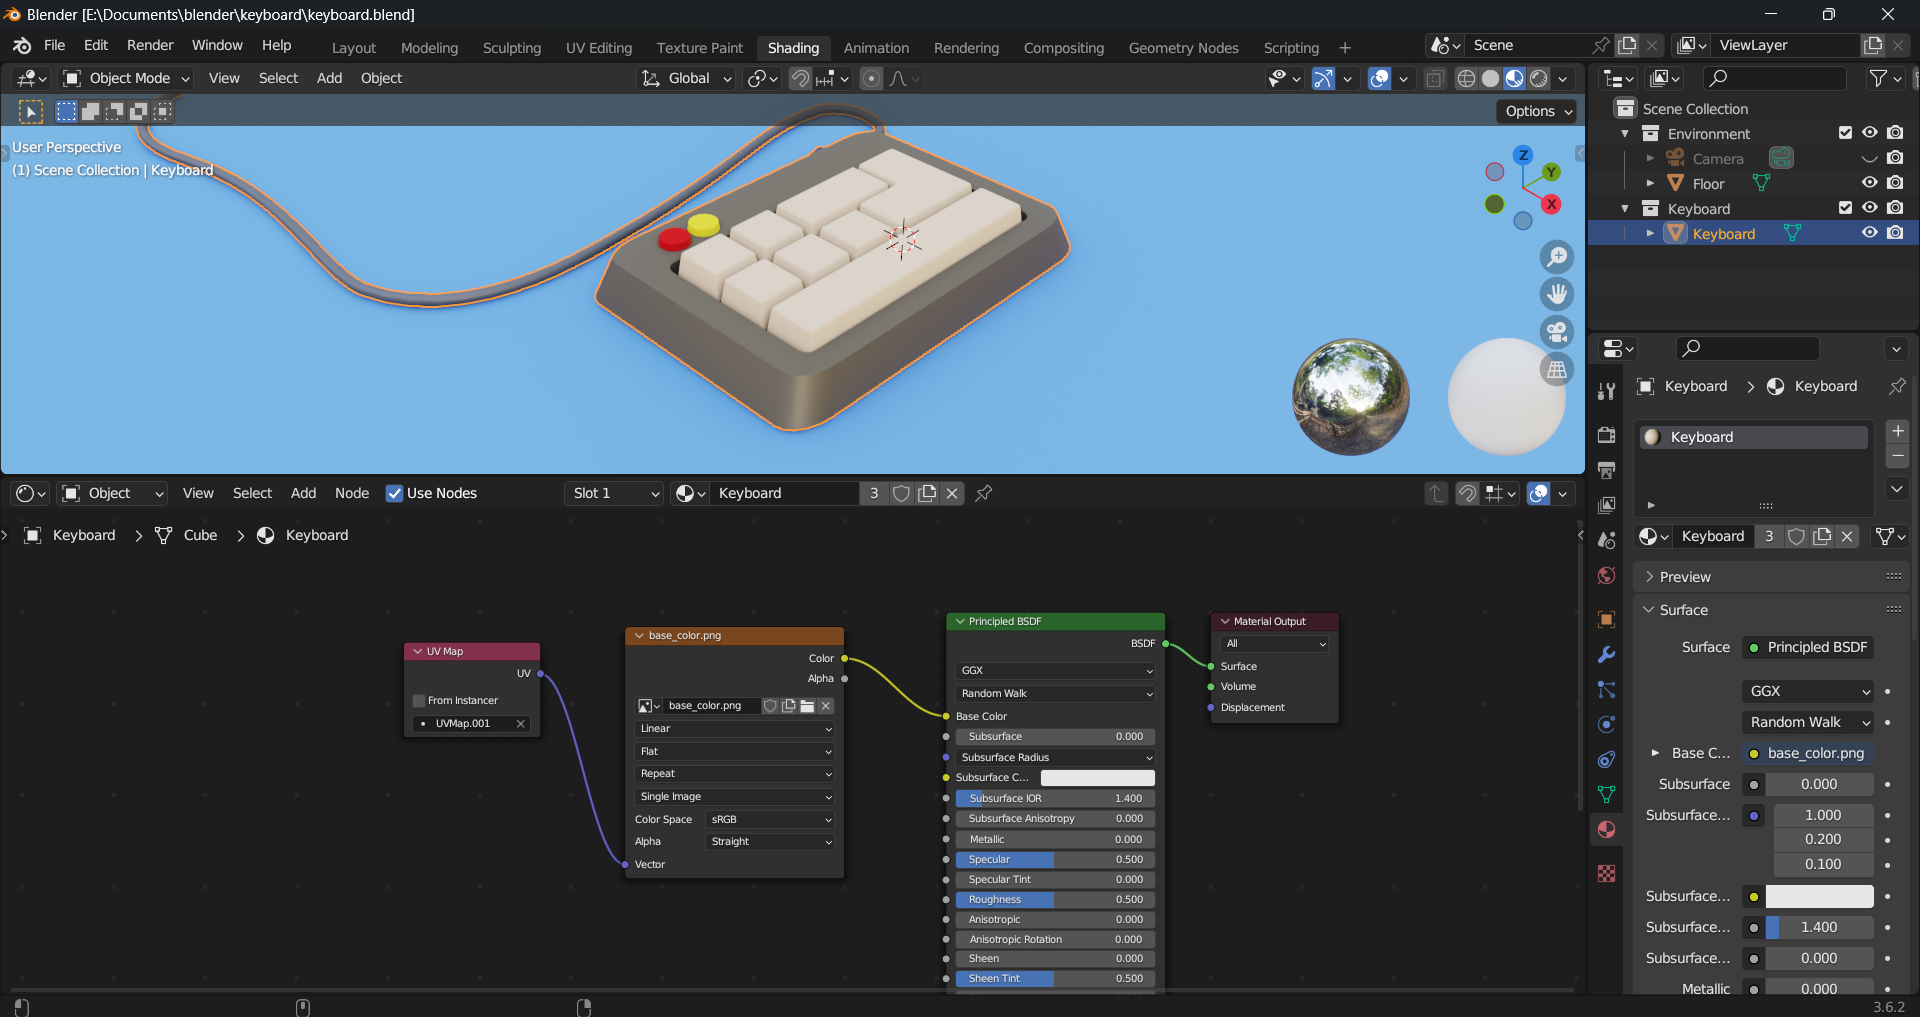 Blender [E:\Documents\blender\keyboard\keyboard.blend]
File Edit Render Window Help Layout Modeling Sculpting UV Editing Texture Paint Shading Animation Rendering Compositing Geometry Nodes Scripting + Scene ViewLayer
Object Mode View Select Add Object Global
Options
User Perspective
(1) Scene Collection | Keyboard
Z
Y
X
Scene Collection
Environment
Camera
Floor
Keyboard
Keyboard
Keyboard > Keyboard
Keyboard
Keyboard 3
Preview
Surface
Surface Principled BSDF
GGX
Random Walk
Base C... base_color.png
Subsurface 0.000
Subsurface... 1.000
0.200
0.100
Subsurface...
Subsurface... 1.400
Subsurface... 0.000
Metallic 0.000
Object View Select Add Node Use Nodes Slot 1 Keyboard 3
Keyboard > Cube > Keyboard
UV Map
UV
From Instancer
UVMap.001
base_color.png
Color
Alpha
base_color.png
Linear
Flat
Repeat
Single Image
Color Space sRGB
Alpha Straight
Vector
Principled BSDF
BSDF
GGX
Random Walk
Base Color
Subsurface 0.000
Subsurface Radius
Subsurface C...
Subsurface IOR 1.400
Subsurface Anisotropy 0.000
Metallic 0.000
Specular 0.500
Specular Tint 0.000
Roughness 0.500
Anisotropic 0.000
Anisotropic Rotation 0.000
Sheen 0.000
Sheen Tint 0.500
Material Output
All
Surface
Volume
Displacement
3.6.2